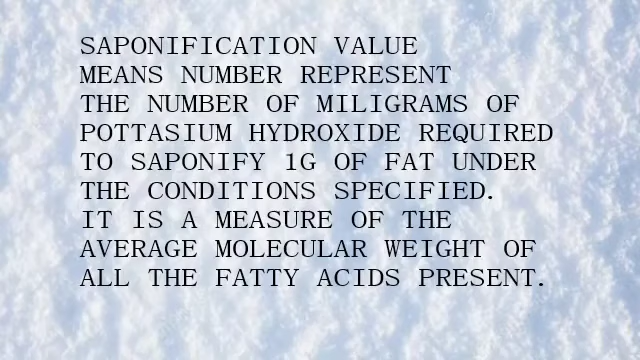 SAPONIFICATION VALUE
MEANS NUMBER REPRESENT
THE NUMBER OF MILIGRAMS OF
POTTASIUM HYDROXIDE REQUIRED
TO SAPONIFY 1G OF FAT UNDER
THE CONDITIONS SPECIFIED.
IT IS A MEASURE OF THE
AVERAGE MOLECULAR WEIGHT OF
ALL THE FATTY ACIDS PRESENT.